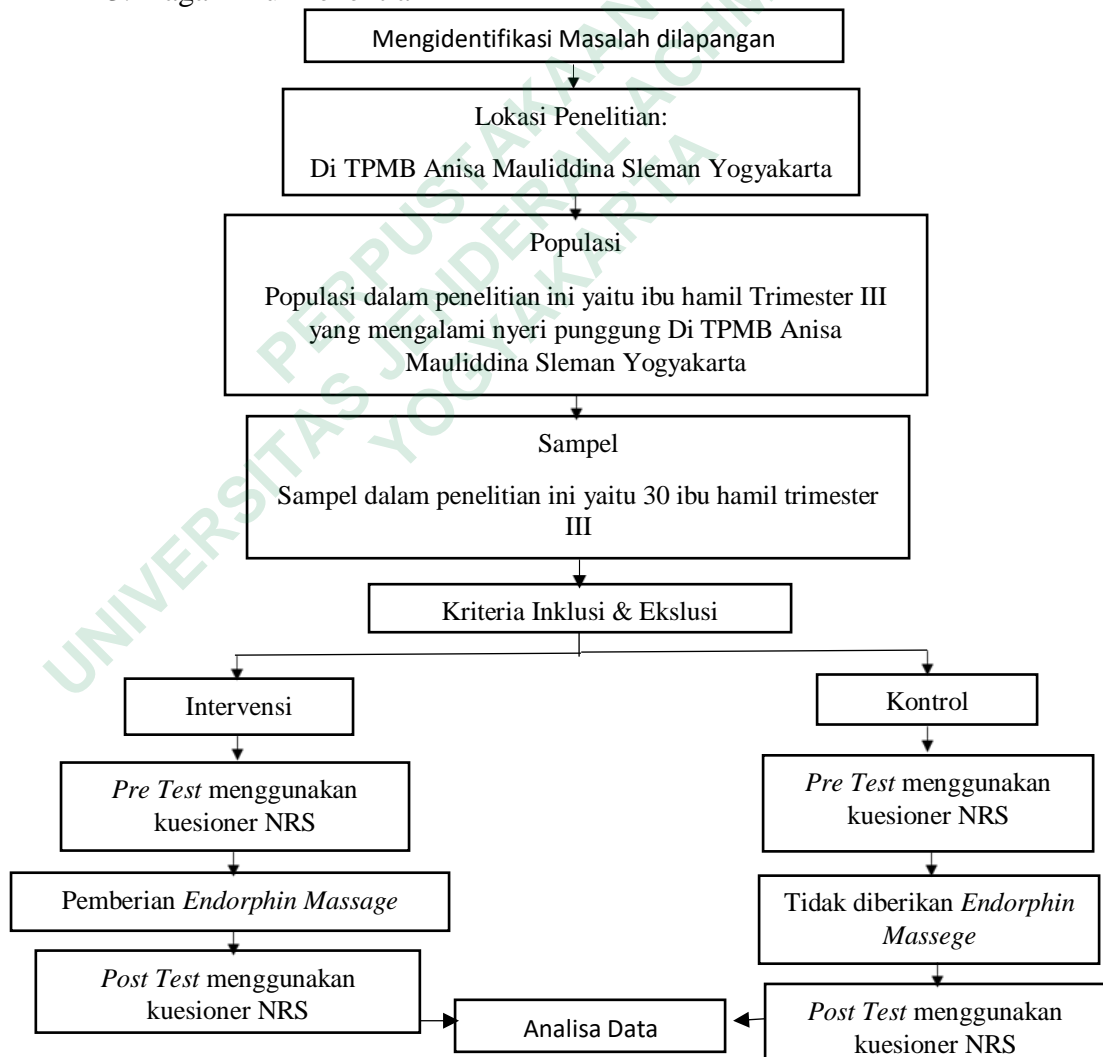 Mengidentifikasi Masalah dilapangan
Lokasi Penelitian:
Di TPMB Anisa Mauliddina Sleman Yogyakarta
Populasi
Populasi dalam penelitian ini yaitu ibu hamil Trimester III
yang mengalami nyeri punggung Di TPMB Anisa
Mauliddina Sleman Yogyakarta
Sampel
Sampel dalam penelitian ini yaitu 30 ibu hamil trimester
III
Kriteria Inklusi & Ekslusi
Intervensi
Kontrol
Pre Test menggunakan
kuesioner NRS
Pre Test menggunakan
kuesioner NRS
Pemberian Endorphin Massage
Tidak diberikan Endorphin
Massege
Post Test menggunakan
kuesioner NRS
Analisa Data
Post Test menggunakan
kuesioner NRS
PERPUSTAKAAN
UNIVERSITAS JENDERAL
YOGYAKARTA